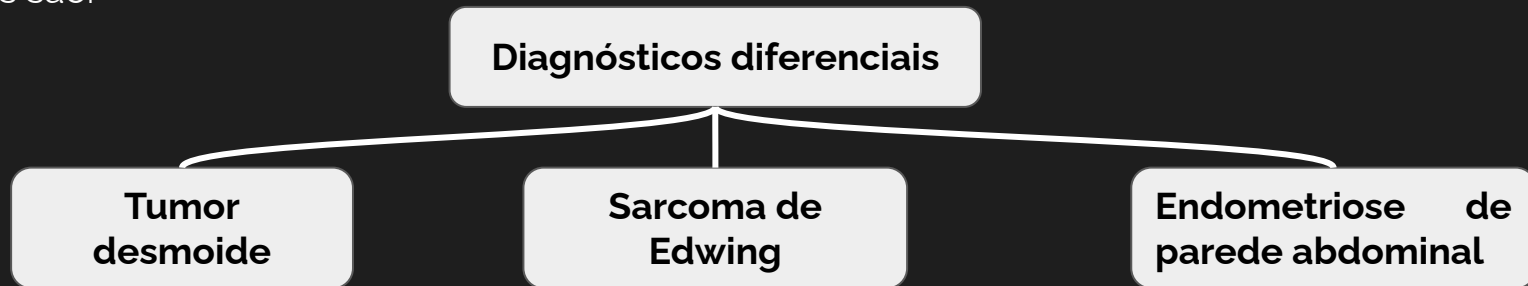 Diagnósticos diferenciais
Tumor
desmoide
Sarcoma de
Edwing
Endometriose de
parede abdominal